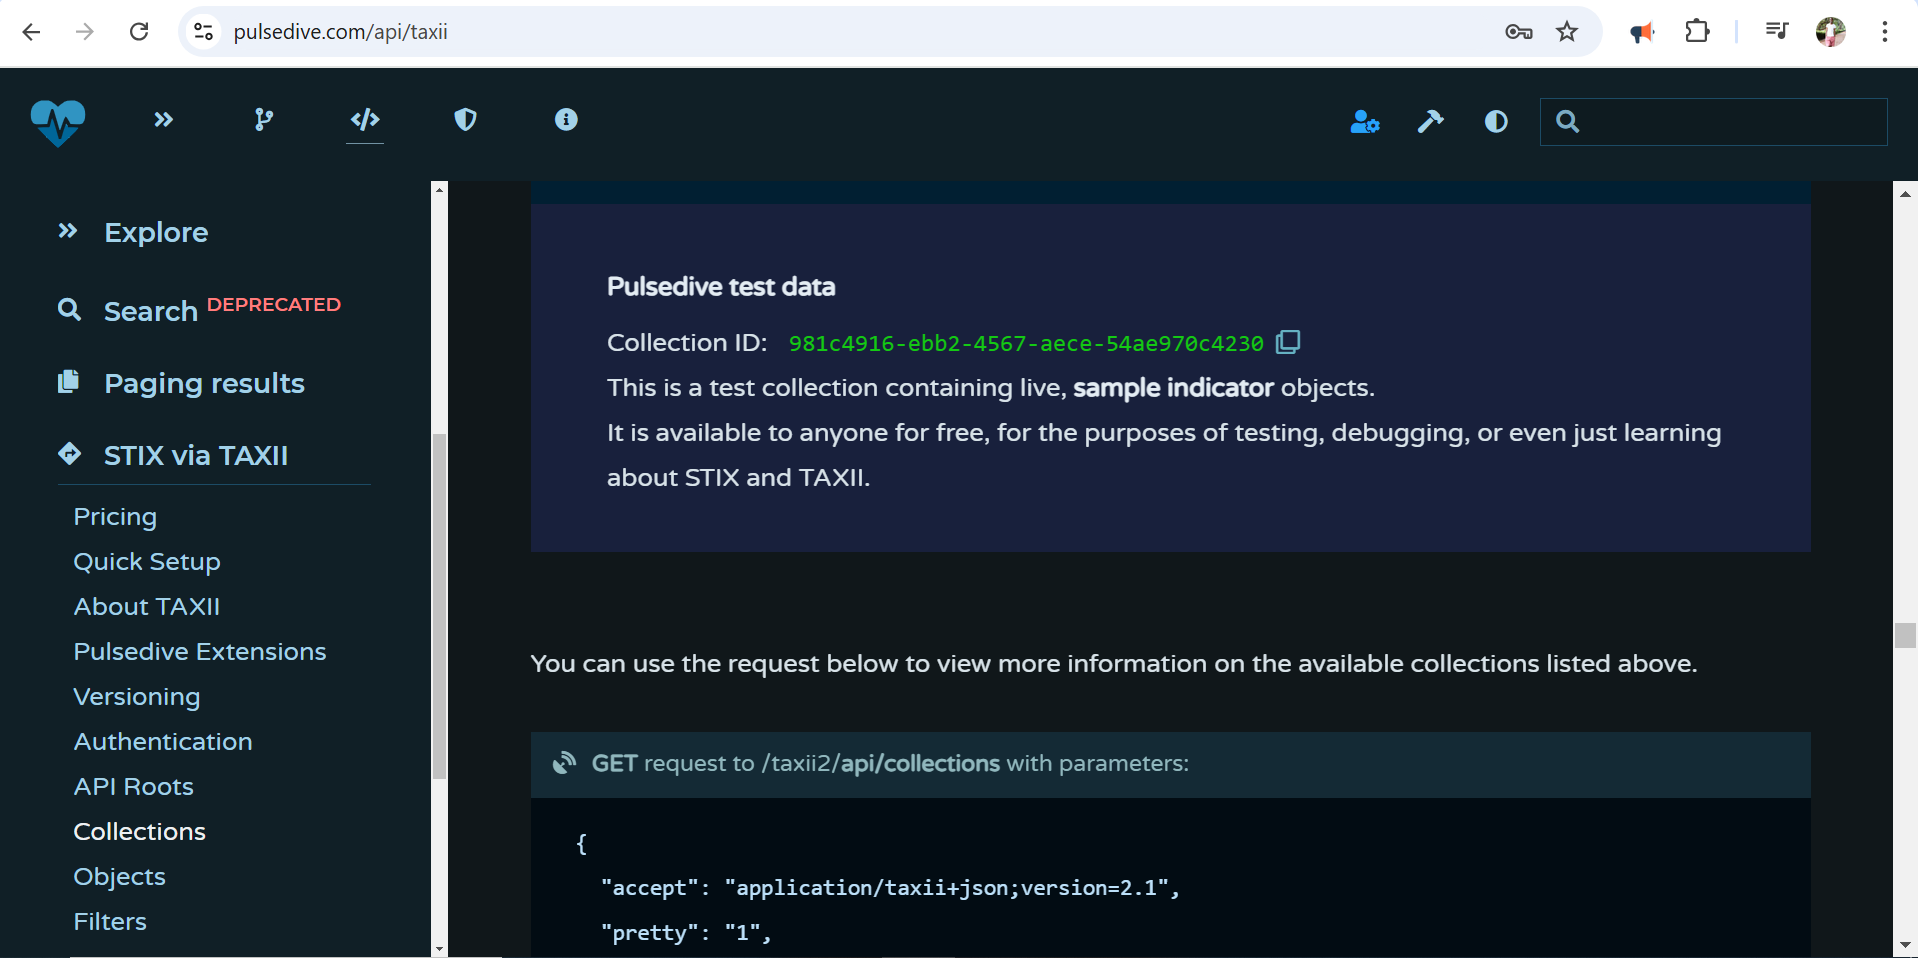 pulsedive.com/api/taxii
Explore
Search DEPRECATED
Paging results
STIX via TAXII
Pricing
Quick Setup
About TAXII
Pulsedive Extensions
Versioning
Authentication
API Roots
Collections
Objects
Filters
Pulsedive test data
Collection ID: 981c4916-ebb2-4567-aece-54ae970c4230
This is a test collection containing live, sample indicator objects.
It is available to anyone for free, for the purposes of testing, debugging, or even just learning
about STIX and TAXII.
You can use the request below to view more information on the available collections listed above.
GET request to /taxii2/api/collections with parameters:
{
"accept": "application/taxii+json;version=2.1",
"pretty": "1",